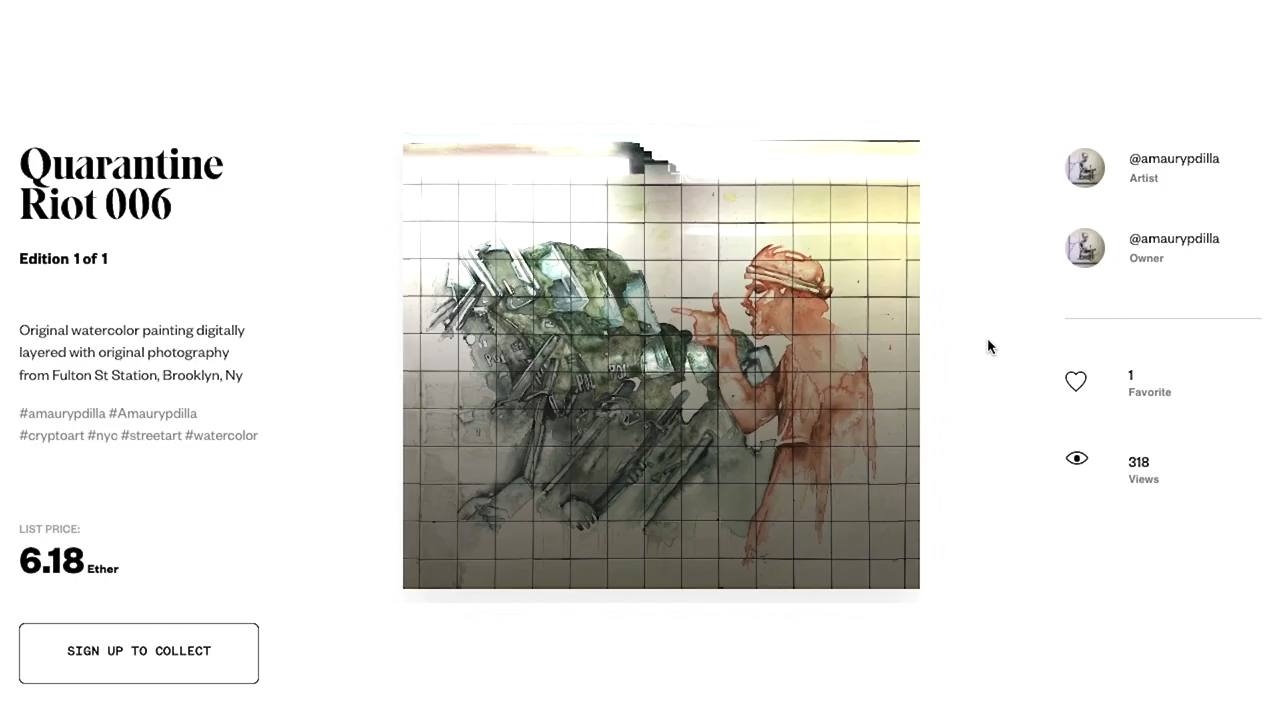 Quarantine
Riot 006
Edition 1 of 1
Original watercolor painting digitally
layered with original photography
from Fulton St Station, Brooklyn, Ny
#amaurypdilla #Amaurypdilla
#cryptoart #nyc #streetart #watercolor
LIST PRICE:
6.18 Ether
SIGN UP TO COLLECT
POL
POL
@amaurypdilla
Artist
@amaurypdilla
Owner
1
Favorite
318
Views